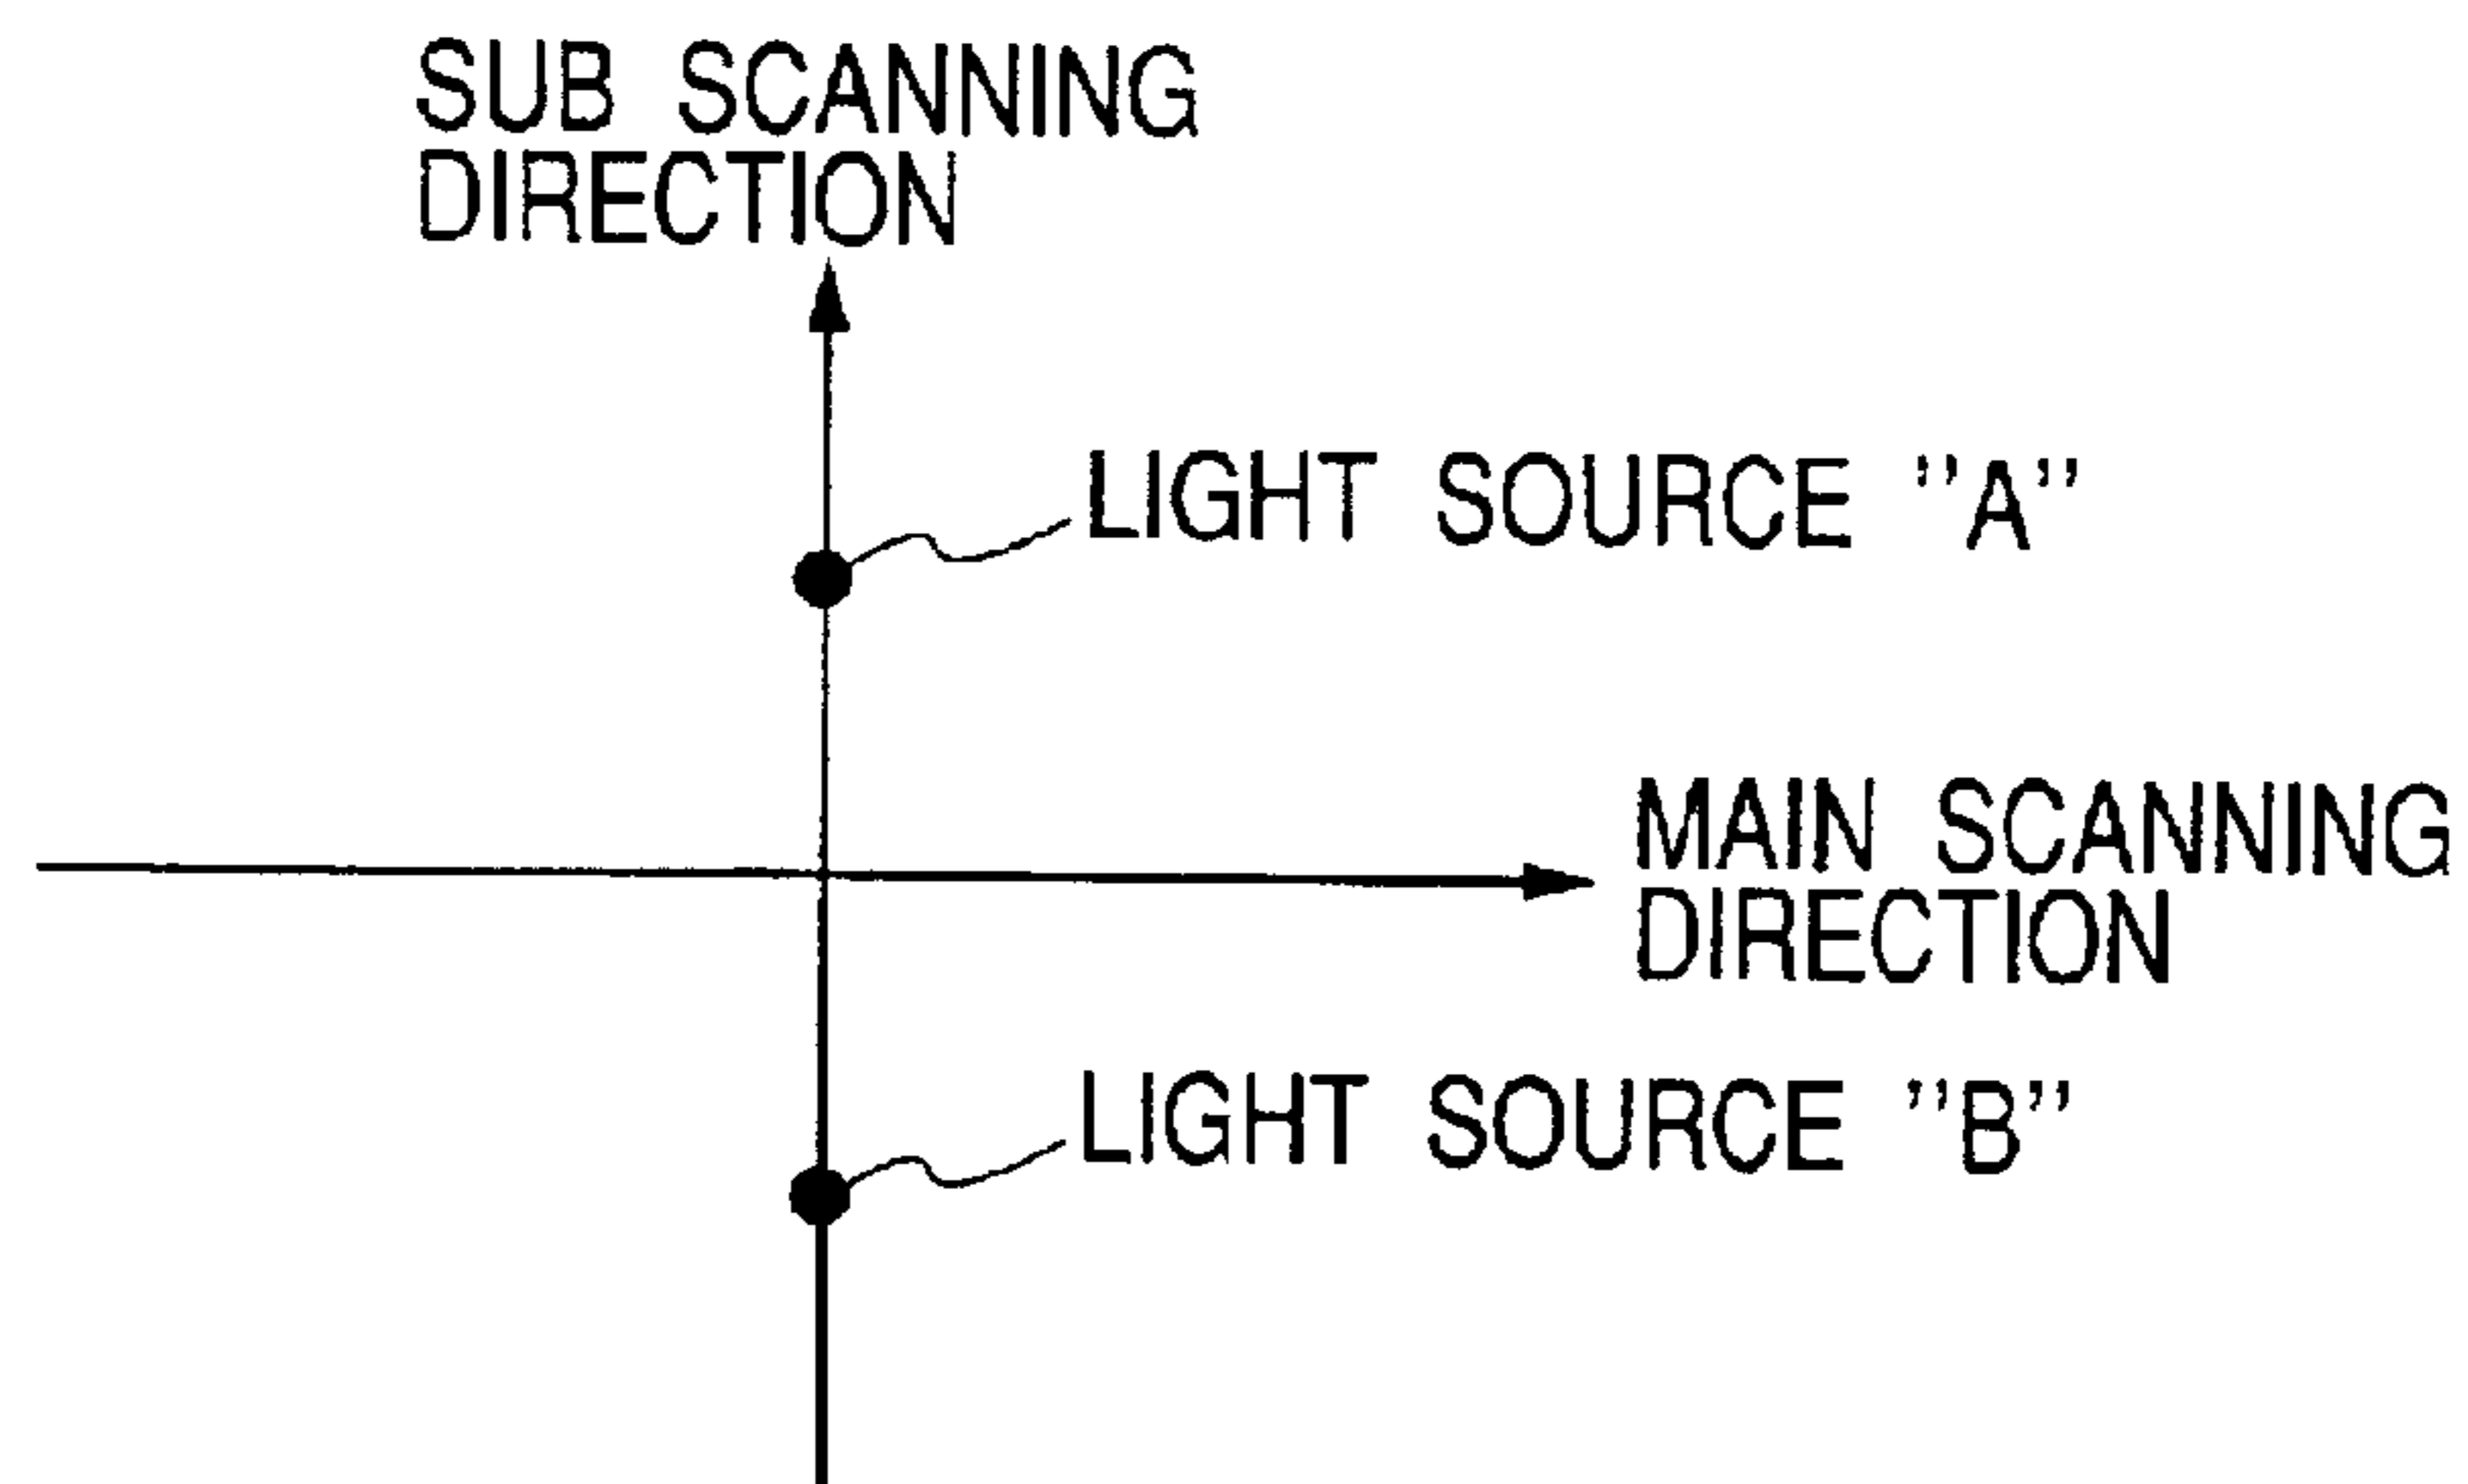 SUB SCANNING
DIRECTION
LIGHT SOURCE "A"
MAIN SCANNING
DIRECTION
LIGHT SOURCE "B"